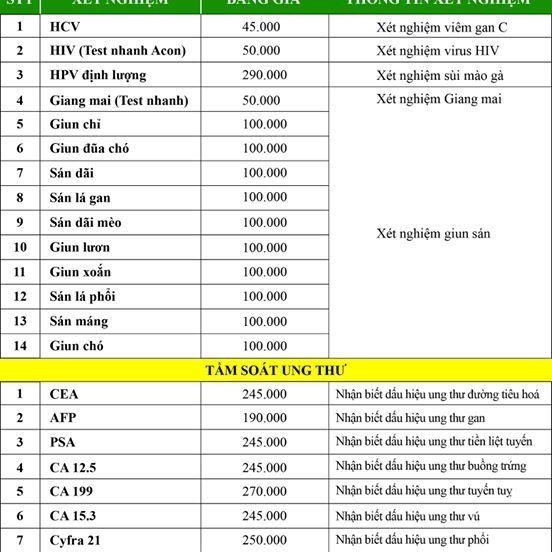 STT XÉT NGHIỆM BẢNG GIÁ THÔNG TIN XÉT NGHIỆM
1 HCV 45.000 Xét nghiệm viêm gan C
2 HIV (Test nhanh Acon) 50.000 Xét nghiệm virus HIV
3 HPV định lượng 290.000 Xét nghiệm sùi mào gà
4 Giang mai (Test nhanh) 50.000 Xét nghiệm Giang mai
5 Giun chỉ 100.000
6 Giun đũa chó 100.000
7 Sán dãi 100.000
8 Sán lá gan 100.000
9 Sán dãi mèo 100.000 Xét nghiệm giun sán
10 Giun lươn 100.000
11 Giun xoắn 100.000
12 Sán lá phổi 100.000
13 Sán máng 100.000
14 Giun chó 100.000
TẦM SOÁT UNG THƯ
1 CEA 245.000 Nhận biết dấu hiệu ung thư đường tiêu hoá
2 AFP 190.000 Nhận biết dấu hiệu ung thư gan
3 PSA 245.000 Nhận biết dấu hiệu ung thư tiền liệt tuyến
4 CA 12.5 245.000 Nhận biết dấu hiệu ung thư buồng trứng
5 CA 199 270.000 Nhận biết dấu hiệu ung thư tuyến tuỵ
6 CA 15.3 245.000 Nhận biết dấu hiệu ung thư vú
7 Cyfra 21 250.000 Nhận biết dấu hiệu ung thư phổi